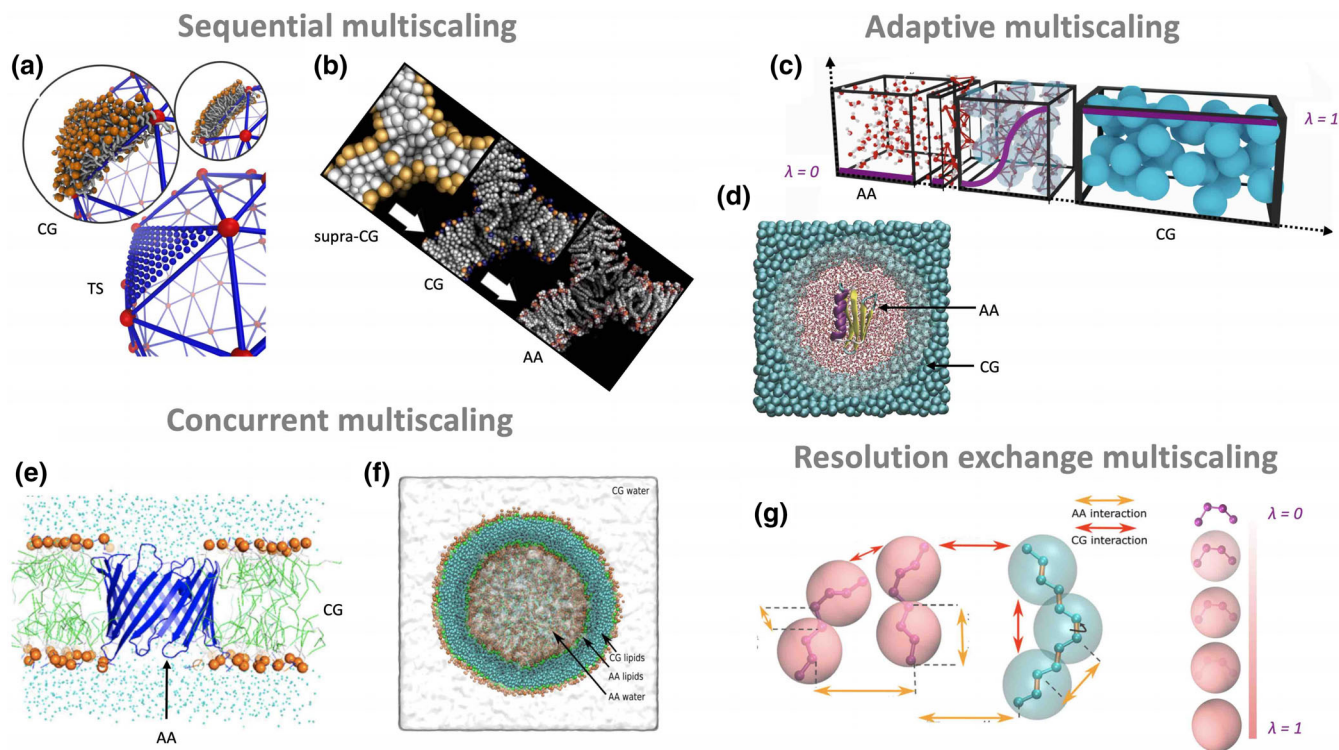 Sequential multiscaling
Adaptive multiscaling
(a)
CG
TS
(b)
supra-CG
CG
AA
(c)
λ = 0
AA
CG
λ = 1
(d)
AA
CG
Concurrent multiscaling
(e)
CG
AA
(f)
CG water
CG lipids
AA lipids
AA water
Resolution exchange multiscaling
(g)
AA interaction
CG interaction
λ = 0
λ = 1